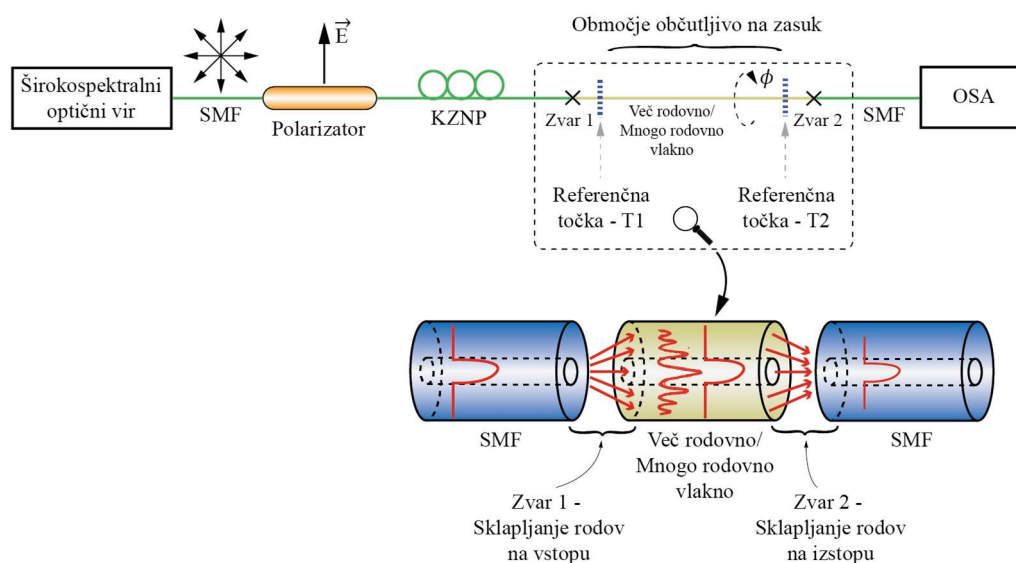 Območje občutljivo na zasuk
E
Širokospektralni
optični vir
SMF
Polarizator
KZNP
Zvar 1
Več rodovno/
Mnogo rodovno
vlakno
ϕ
Zvar 2
SMF
OSA
Referenčna
točka - T1
Referenčna
točka - T2
SMF
Več rodovno/
Mnogo rodovno
vlakno
SMF
Zvar 1 -
Sklapljanje rodov
na vstopu
Zvar 2 -
Sklapljanje rodov
na izstopu